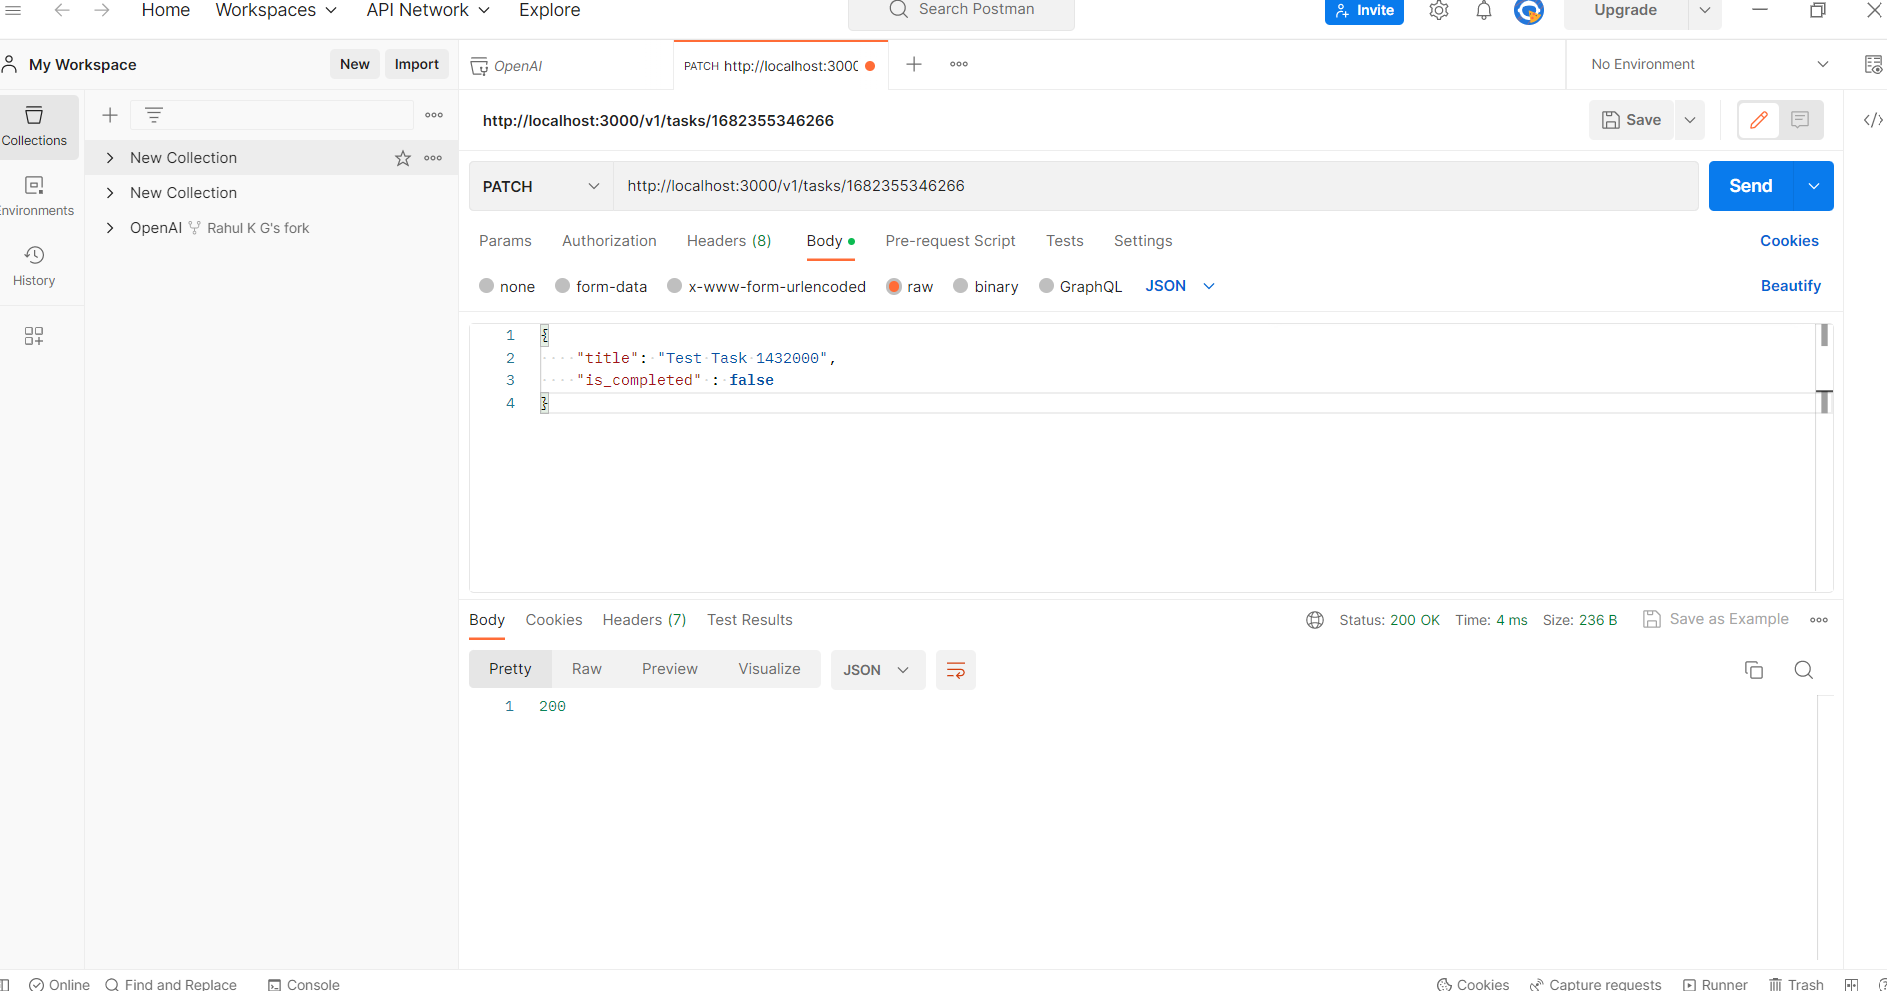 Home Workspaces API Network Explore Search Postman Invite Upgrade
My Workspace New Import OpenAI PATCH http://localhost:3000 No Environment
Collections
Environments
History
New Collection
New Collection
OpenAI Rahul K G's fork
http://localhost:3000/v1/tasks/1682355346266 Save
PATCH http://localhost:3000/v1/tasks/1682355346266 Send
Params Authorization Headers (8) Body Pre-request Script Tests Settings Cookies
none form-data x-www-form-urlencoded raw binary GraphQL JSON Beautify
1 {
2 "title": "Test Task 1432000",
3 "is_completed" : false
4 }
Body Cookies Headers (7) Test Results Status: 200 OK Time: 4 ms Size: 236 B Save as Example
Pretty Raw Preview Visualize JSON
1 200
Online Find and Replace Console Cookies Capture requests Runner Trash